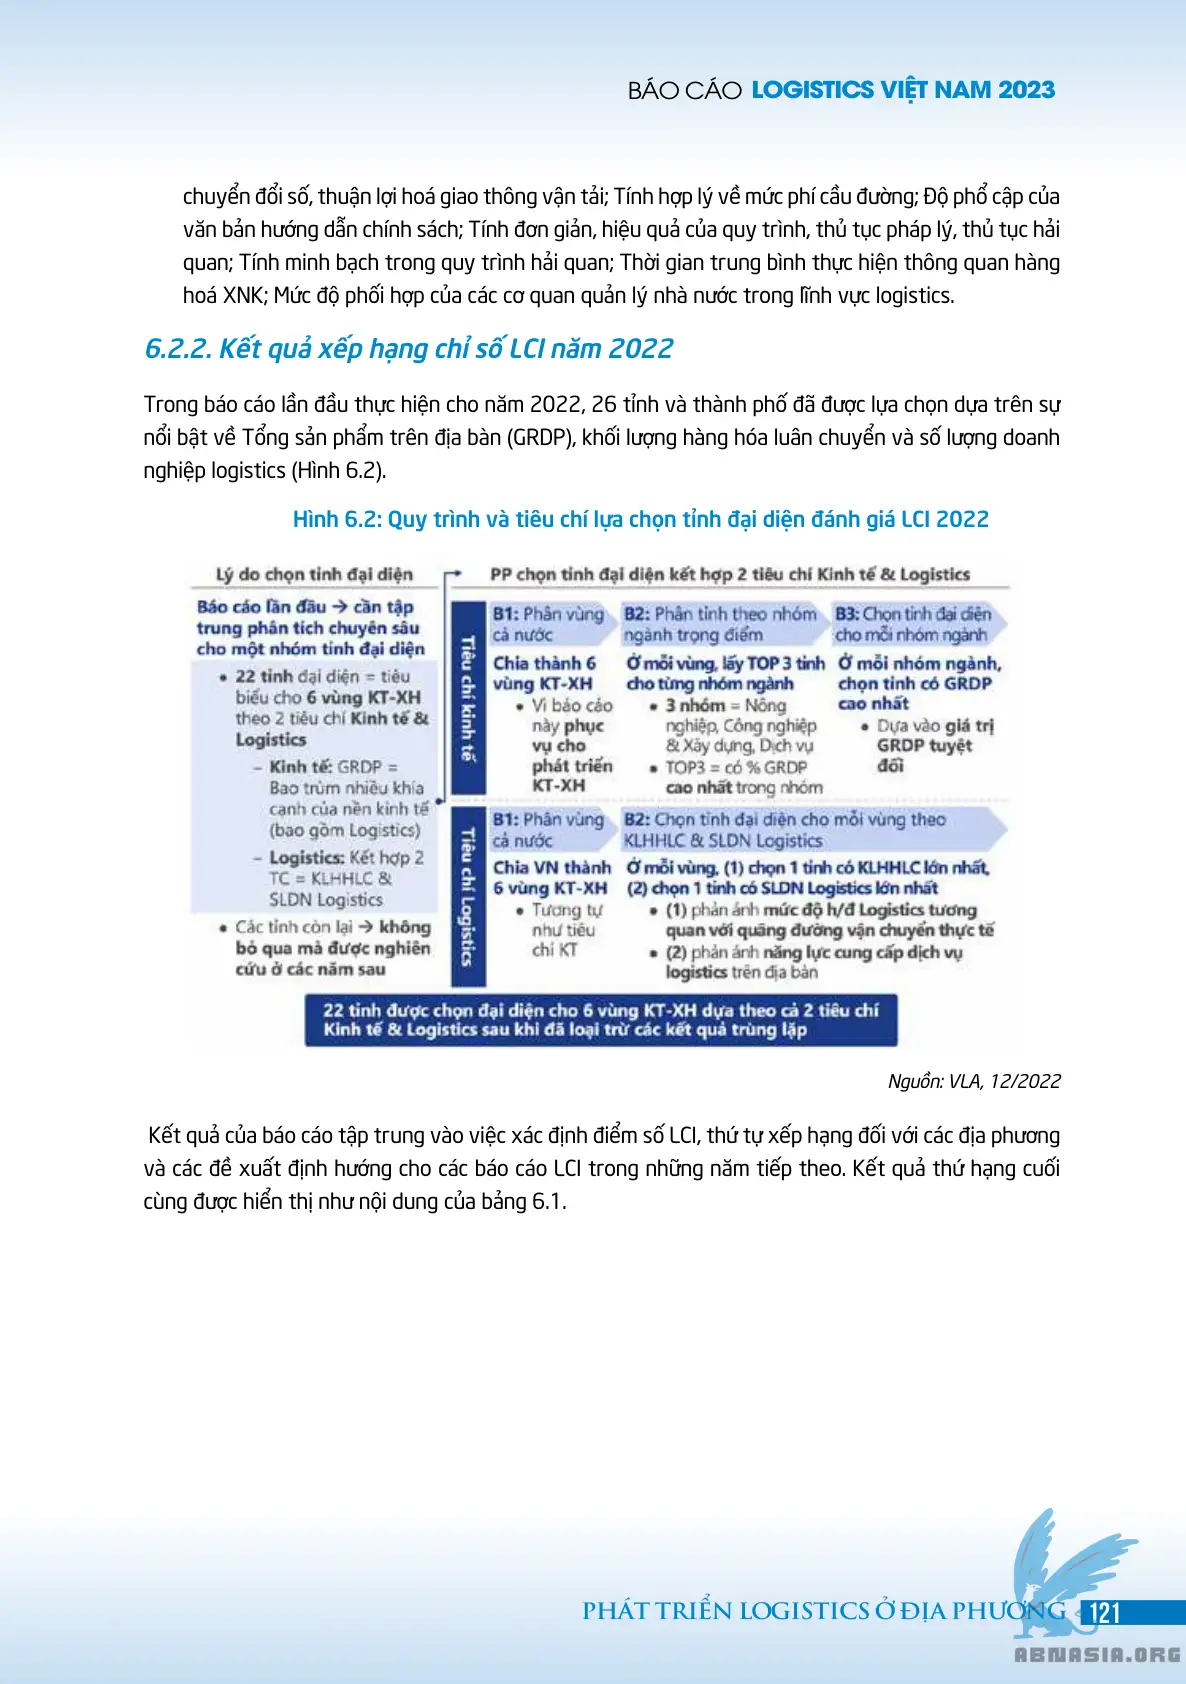 BÁO CÁO LOGISTICS VIỆT NAM 2023
chuyển đổi số, thuận lợi hoá giao thông vận tải; Tính hợp lý về mức phí cầu đường; Độ phổ cập của
văn bản hướng dẫn chính sách; Tính đơn giản, hiệu quả của quy trình, thủ tục pháp lý, thủ tục hải
quan; Tính minh bạch trong quy trình hải quan; Thời gian trung bình thực hiện thông quan hàng
hoá XNK; Mức độ phối hợp của các cơ quan quản lý nhà nước trong lĩnh vực logistics.
6.2.2. Kết quả xếp hạng chỉ số LCI năm 2022
Trong báo cáo lần đầu thực hiện cho năm 2022, 26 tỉnh và thành phố đã được lựa chọn dựa trên sự
nổi bật về Tổng sản phẩm trên địa bàn (GRDP), khối lượng hàng hóa luân chuyển và số lượng doanh
nghiệp logistics (Hình 6.2).
Hình 6.2: Quy trình và tiêu chí lựa chọn tỉnh đại diện đánh giá LCI 2022
Lý do chọn tỉnh đại diện
Báo cáo lần đầu → cần tập
trung phân tích chuyên sâu
cho một nhóm tỉnh đại diện
• 22 tỉnh đại diện = tiêu
biểu cho 6 vùng KT-XH
theo 2 tiêu chí Kinh tế &
Logistics
– Kinh tế: GRDP =
Bao trùm nhiều khía
cạnh của nền kinh tế
(bao gồm Logistics)
– Logistics: Kết hợp 2
TC = KLHHLC &
SLDN Logistics
• Các tỉnh còn lại → không
bỏ qua mà được nghiên
cứu ở các năm sau
PP chọn tỉnh đại diện kết hợp 2 tiêu chí Kinh tế & Logistics
Tiêu chí kinh tế
B1: Phân vùng
cả nước
Chia thành 6
vùng KT-XH
• Vì báo cáo
này phục
vụ cho
phát triển
KT-XH
B2: Phân tỉnh theo nhóm
ngành trọng điểm
Ở mỗi vùng, lấy TOP 3 tỉnh
cho từng nhóm ngành
• 3 nhóm = Nông
nghiệp, Công nghiệp
& Xây dựng, Dịch vụ
• TOP3 = có % GRDP
cao nhất trong nhóm
B3: Chọn tỉnh đại diện
cho mỗi nhóm ngành
Ở mỗi nhóm ngành,
chọn tỉnh có GRDP
cao nhất
• Dựa vào giá trị
GRDP tuyệt
đối
Tiêu chí Logistics
B1: Phân vùng
cả nước
Chia VN thành
6 vùng KT-XH
• Tương tự
như tiêu
chí KT
B2: Chọn tỉnh đại diện cho mỗi vùng theo
KLHHLC & SLDN Logistics
Ở mỗi vùng, (1) chọn 1 tỉnh có KLHHLC lớn nhất,
(2) chọn 1 tỉnh có SLDN Logistics lớn nhất
• (1) phản ánh mức độ h/đ Logistics tương
quan với quãng đường vận chuyển thực tế
• (2) phản ánh năng lực cung cấp dịch vụ
logistics trên địa bàn
22 tỉnh được chọn đại diện cho 6 vùng KT-XH dựa theo cả 2 tiêu chí
Kinh tế & Logistics sau khi đã loại trừ các kết quả trùng lặp
Nguồn: VLA, 12/2022
Kết quả của báo cáo tập trung vào việc xác định điểm số LCI, thứ tự xếp hạng đối với các địa phương
và các đề xuất định hướng cho các báo cáo LCI trong những năm tiếp theo. Kết quả thứ hạng cuối
cùng được hiển thị như nội dung của bảng 6.1.
PHÁT TRIỂN LOGISTICS Ở ĐỊA PHƯƠNG 121
ABMASIA.ORG